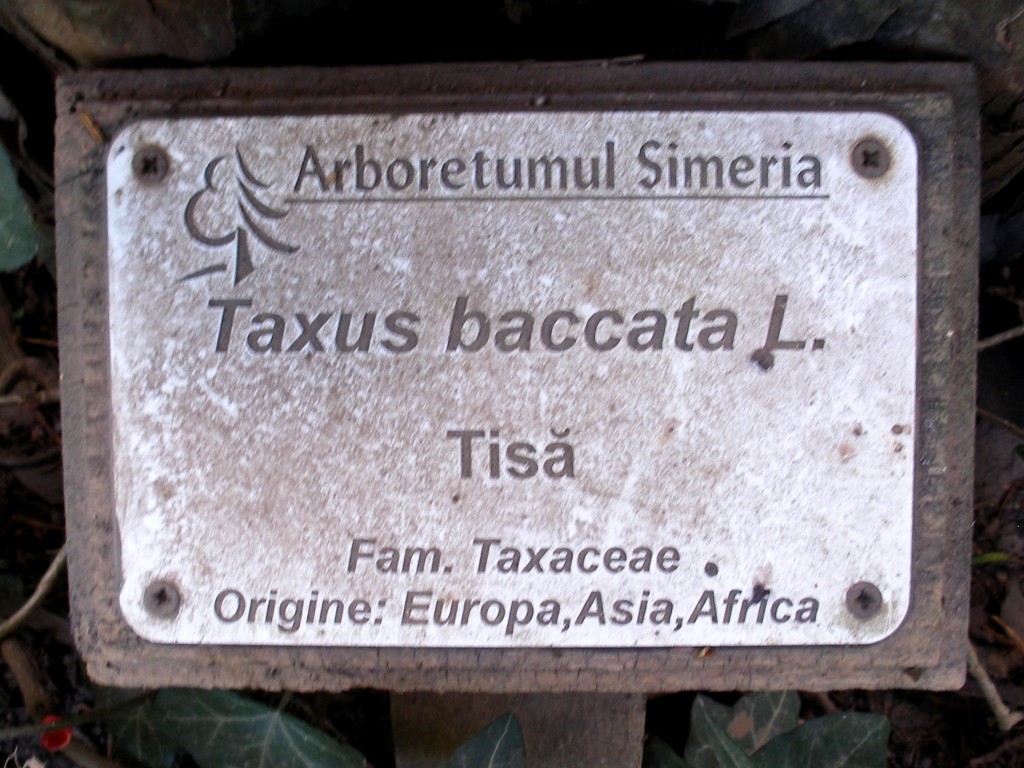 Arboretumul Simeria
Taxus baccata L.
Tisă
Fam. Taxaceae
Origine: Europa,Asia,Africa